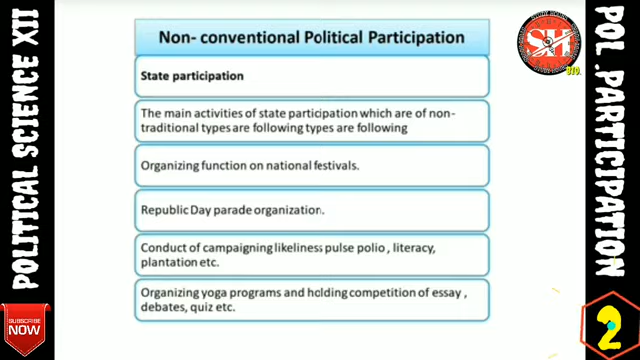 POLITICAL SCIENCE XII
SUBSCRIBE
NOW
Non- conventional Political Participation
State participation
The main activities of state participation which are of non-
traditional types are following types are following
Organizing function on national festivals.
Republic Day parade organization.
Conduct of campaigning likeliness pulse polio , literacy,
plantation etc.
Organizing yoga programs and holding competition of essay ,
debates, quiz etc.
SH
BTQ.
POL .PARTICIPATION
2